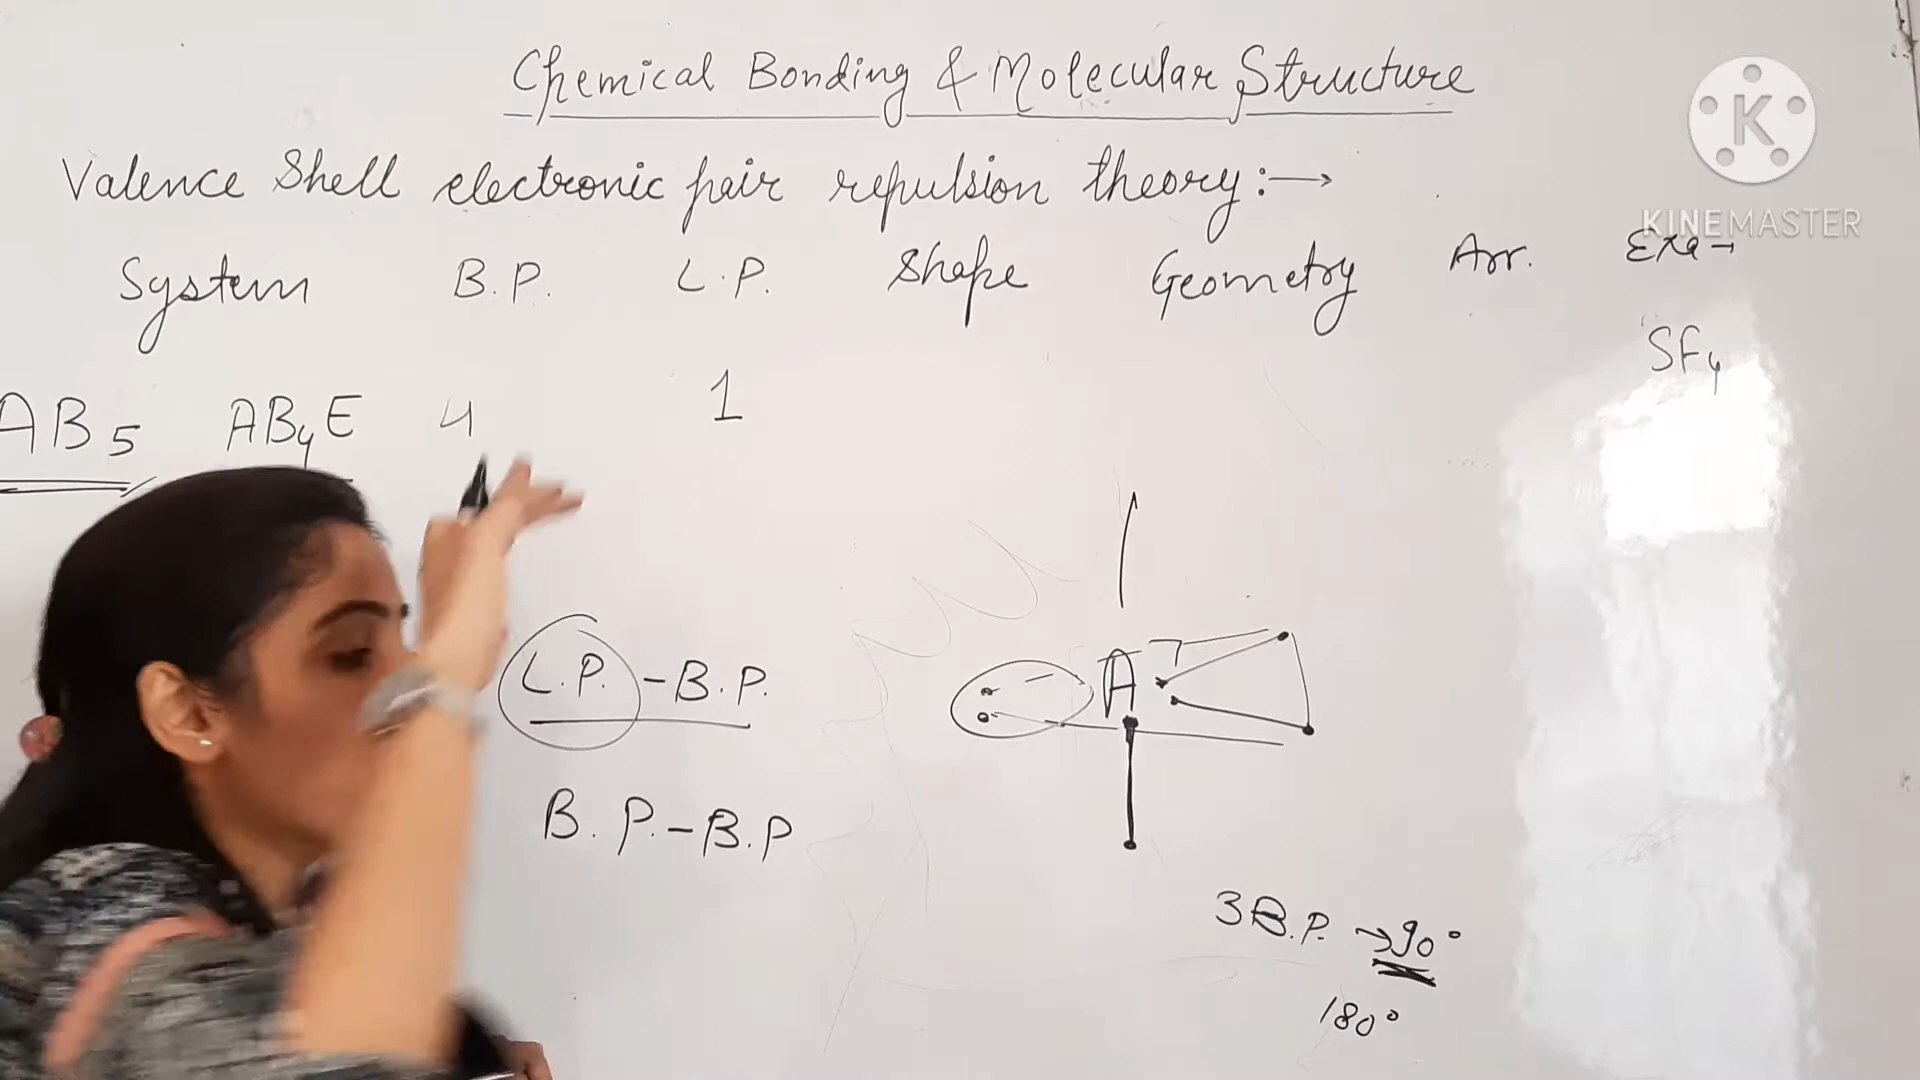 Chemical Bonding & Molecular Structure
K
KINEMASTER
Valence Shell electronic pair repulsion theory:→
System B.P. L.P. Shape Geometry Arr. Exa→
SF4
AB5 AB4E 4 1
A
L.P. - B.P.
B.P. - B.P
3B.P. → 90°
180°